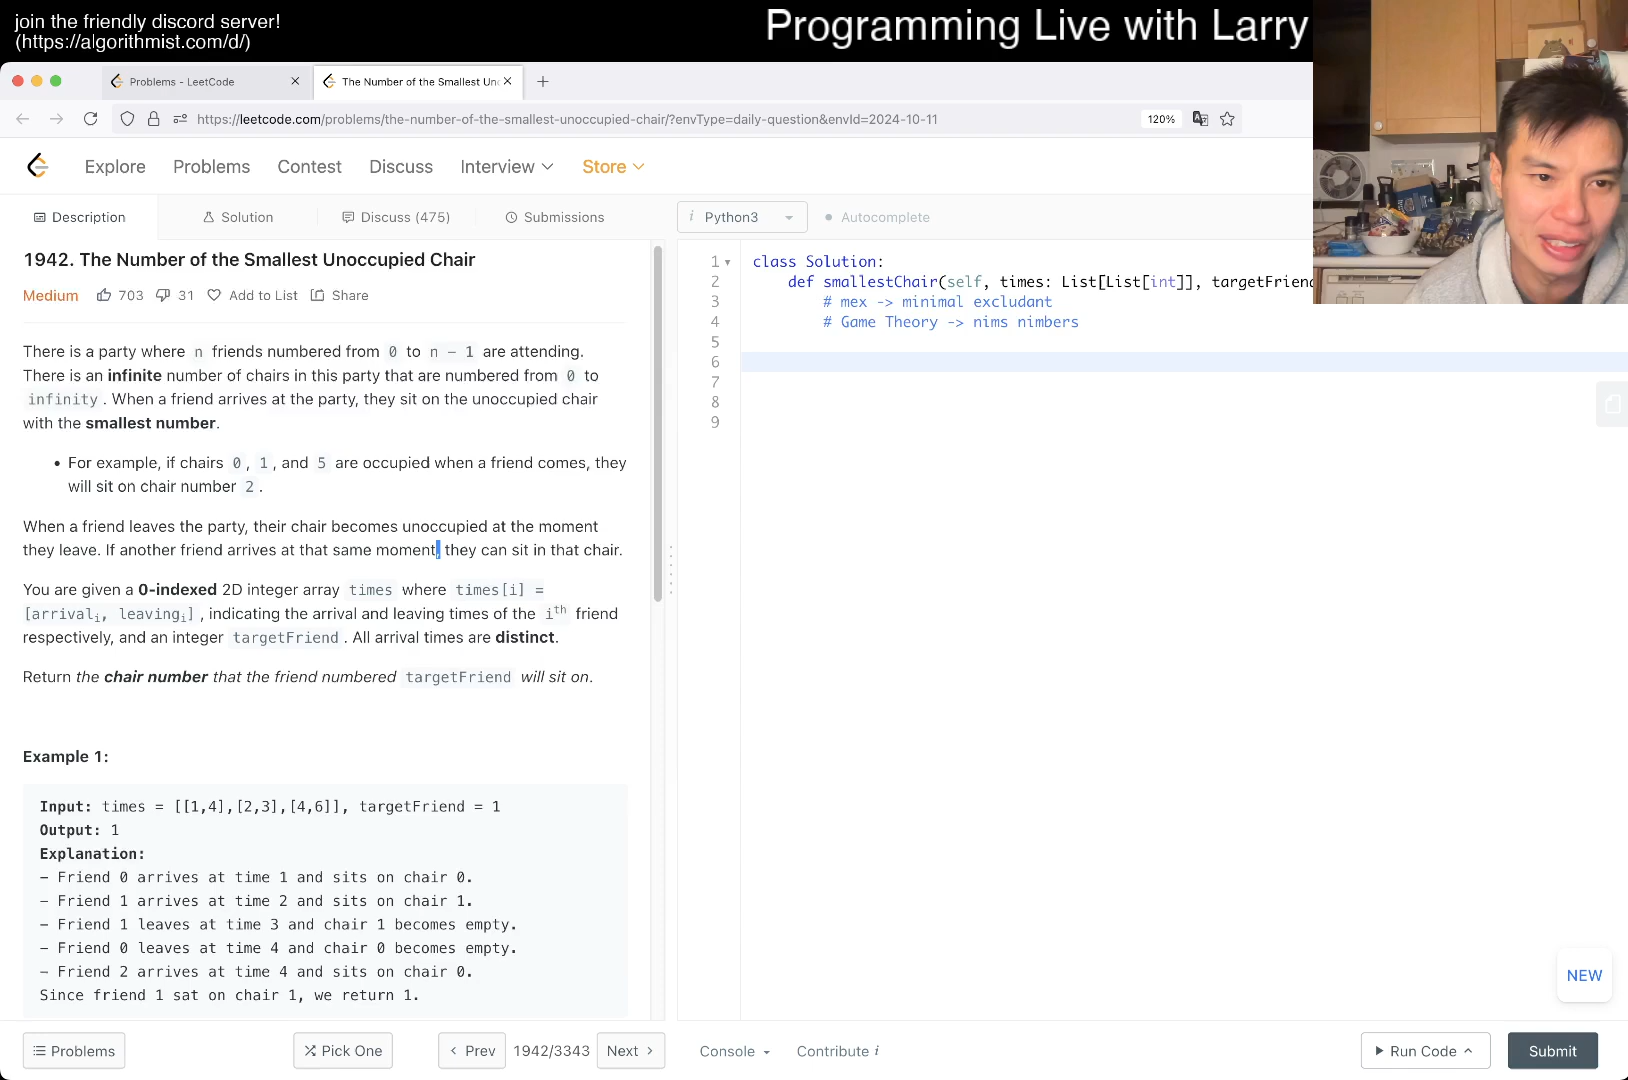 join the friendly discord server!
(https://algorithmist.com/d/)
Programming Live with Larry
Problems - LeetCode
The Number of the Smallest Un
https://leetcode.com/problems/the-number-of-the-smallest-unoccupied-chair/?envType=daily-question&envId=2024-10-11
120%
Explore
Problems
Contest
Discuss
Interview
Store
Description
Solution
Discuss (475)
Submissions
i Python3
Autocomplete
1942. The Number of the Smallest Unoccupied Chair
Medium 703 31 Add to List Share
There is a party where n friends numbered from 0 to n - 1 are attending.
There is an infinite number of chairs in this party that are numbered from 0 to
infinity. When a friend arrives at the party, they sit on the unoccupied chair
with the smallest number.
• For example, if chairs 0, 1, and 5 are occupied when a friend comes, they
will sit on chair number 2.
When a friend leaves the party, their chair becomes unoccupied at the moment
they leave. If another friend arrives at that same moment, they can sit in that chair.
You are given a 0-indexed 2D integer array times where times[i] =
[arrivali, leavingi], indicating the arrival and leaving times of the ith friend
respectively, and an integer targetFriend. All arrival times are distinct.
Return the chair number that the friend numbered targetFriend will sit on.
Example 1:
Input: times = [[1,4],[2,3],[4,6]], targetFriend = 1
Output: 1
Explanation:
- Friend 0 arrives at time 1 and sits on chair 0.
- Friend 1 arrives at time 2 and sits on chair 1.
- Friend 1 leaves at time 3 and chair 1 becomes empty.
- Friend 0 leaves at time 4 and chair 0 becomes empty.
- Friend 2 arrives at time 4 and sits on chair 0.
Since friend 1 sat on chair 1, we return 1.
1 class Solution:
2 def smallestChair(self, times: List[List[int]], targetFriend
3 # mex -> minimal excludant
4 # Game Theory -> nims nimbers
5
6
7
8
9
NEW
Problems
Pick One
Prev
1942/3343
Next
Console
Contribute i
Run Code
Submit